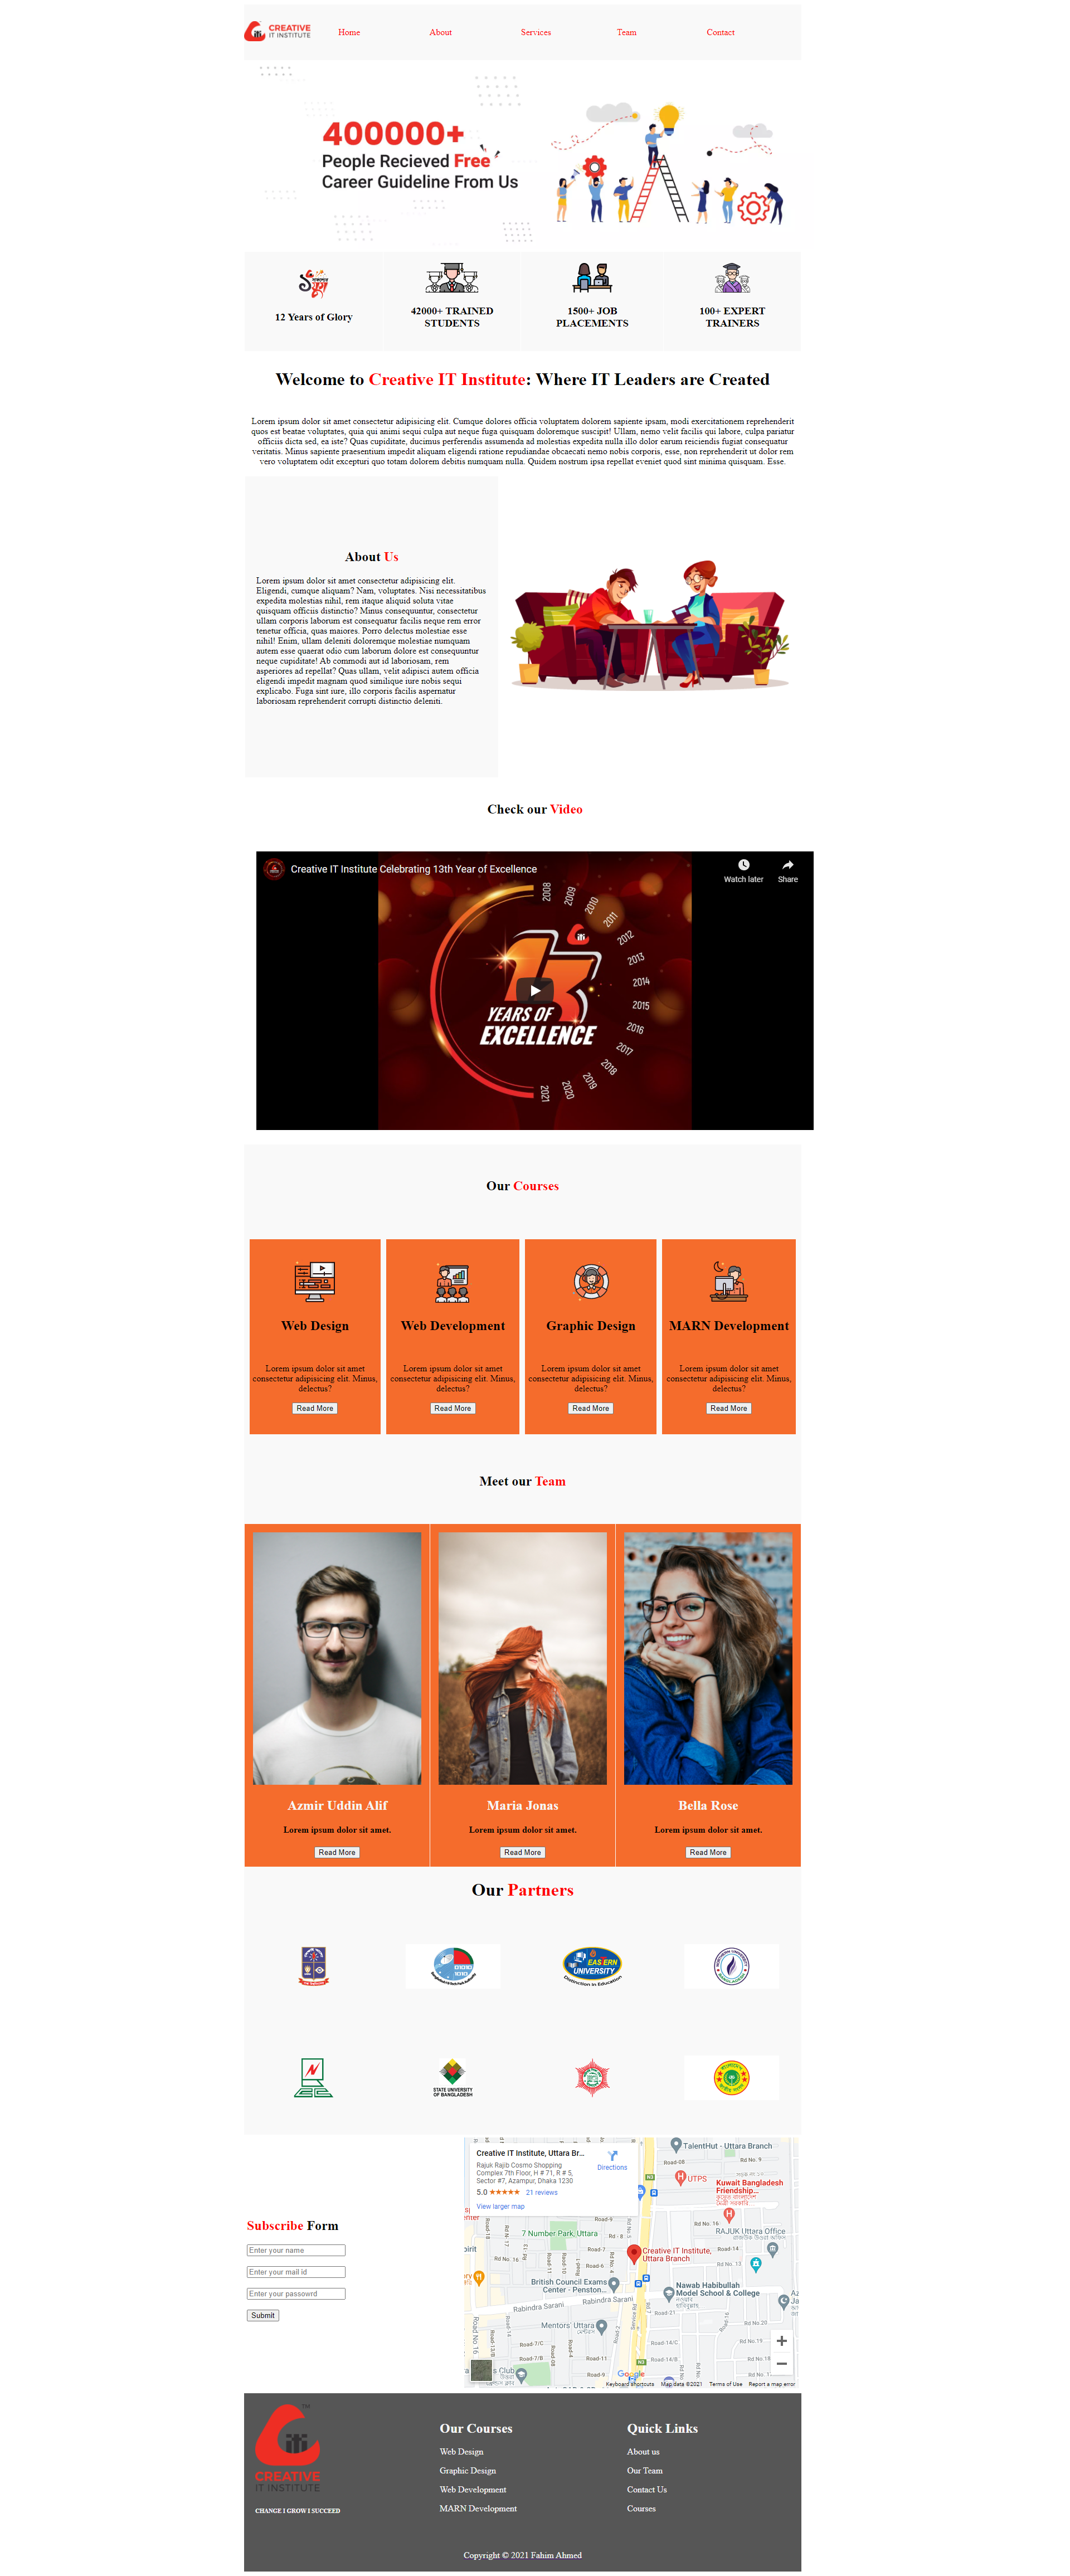 CREATIVE
IT INSTITUTE
Home
About
Services
Team
Contact
400000+
People Recieved Free
Career Guideline From Us
12 Years of Glory
42000+ TRAINED
STUDENTS
1500+ JOB
PLACEMENTS
100+ EXPERT
TRAINERS
Welcome to Creative IT Institute: Where IT Leaders are Created
Lorem ipsum dolor sit amet consectetur adipisicing elit. Cumque dolores officia voluptatem dolorem sapiente ipsam, modi exercitationem reprehenderit
quos est beatae voluptates, quia qui animi sequi culpa aut neque fuga quisquam doloremque suscipit! Ullam, nemo velit facilis qui labore, culpa pariatur
officiis dicta sed, ea iste? Quas cupiditate, ducimus perferendis assumenda ad molestias expedita nulla illo dolor earum reiciendis fugiat consequatur
veritatis. Minus sapiente praesentium impedit aliquam eligendi ratione repudiandae obcaecati nemo nobis corporis, esse, non reprehenderit ut dolor rem
vero voluptatem odit excepturi quo totam dolorem debitis numquam nulla. Quidem nostrum ipsa repellat eveniet quod sint minima quisquam. Esse.
About Us
Lorem ipsum dolor sit amet consectetur adipisicing elit.
Eligendi, cumque aliquam? Nam, voluptates. Nisi necessitatibus
expedita molestias nihil, rem itaque aliquid soluta vitae
quisquam officiis distinctio? Minus consequuntur, consectetur
ullam corporis laborum est consequatur facilis neque rem error
tenetur officia, quas maiores. Porro delectus molestiae esse
nihil! Enim, ullam deleniti doloremque molestiae numquam
autem esse quaerat odio cum laborum dolore est consequuntur
neque cupiditate! Ab commodi aut id laboriosam, rem
asperiores ad repellat? Quas ullam, velit adipisci autem officia
eligendi impedit magnam quod similique iure nobis sequi
explicabo. Fuga sint iure, illo corporis facilis aspernatur
laboriosam reprehenderit corrupti distinctio deleniti.
Check our Video
Creative IT Institute Celebrating 13th Year of Excellence
Watch later
Share
2008
2009
2010
2011
2012
2013
2014
2015
2016
2017
2018
2019
2020
2021
13
YEARS OF
EXCELLENCE
Our Courses
Web Design
Lorem ipsum dolor sit amet
consectetur adipisicing elit. Minus,
delectus?
Read More
Web Development
Lorem ipsum dolor sit amet
consectetur adipisicing elit. Minus,
delectus?
Read More
Graphic Design
Lorem ipsum dolor sit amet
consectetur adipisicing elit. Minus,
delectus?
Read More
MARN Development
Lorem ipsum dolor sit amet
consectetur adipisicing elit. Minus,
delectus?
Read More
Meet our Team
Azmir Uddin Alif
Lorem ipsum dolor sit amet.
Read More
Maria Jonas
Lorem ipsum dolor sit amet.
Read More
Bella Rose
Lorem ipsum dolor sit amet.
Read More
Our Partners
EASTERN
UNIVERSITY
Distinction in Education
STATE UNIVERSITY
OF BANGLADESH
Subscribe Form
Enter your name
Enter your mail id
Enter your passowrd
Submit
Creative IT Institute, Uttara Br...
Rajuk Rajib Cosmo Shopping
Complex 7th Floor, H # 71, R # 5,
Sector #7, Azampur, Dhaka 1230
5.0 ★★★★★ 21 reviews
View larger map
Directions
TalentHut - Uttara Branch
Road-08
Rd No. 9
UTPS
Kuwait Bangladesh
Friendship...
RAJUK Uttara Office
7 Number Park, Uttara
Creative IT Institute,
Uttara Branch
British Council Exams
Center - Penston...
Nawab Habibullah
Model School & College
Rabindra Sarani
Rabindra Sarani
Mentors' Uttara
Google
Keyboard shortcuts
Map data ©2021
Terms of Use
Report a map error
CREATIVE
IT INSTITUTE
CHANGE I GROW I SUCCEED
Our Courses
Web Design
Graphic Design
Web Development
MARN Development
Quick Links
About us
Our Team
Contact Us
Courses
Copyright © 2021 Fahim Ahmed